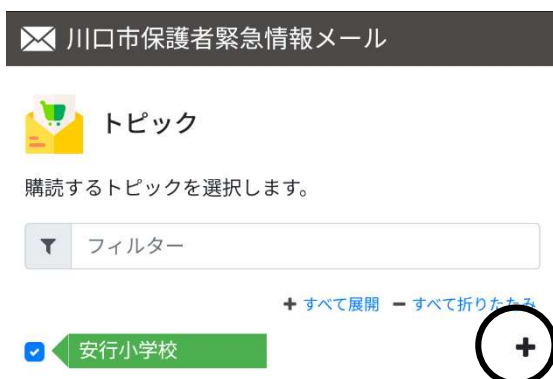 川口市保護者緊急情報メール
トピック
購読するトピックを選択します。
フィルター
+ すべて展開 − すべて折りたたみ
安行小学校 +